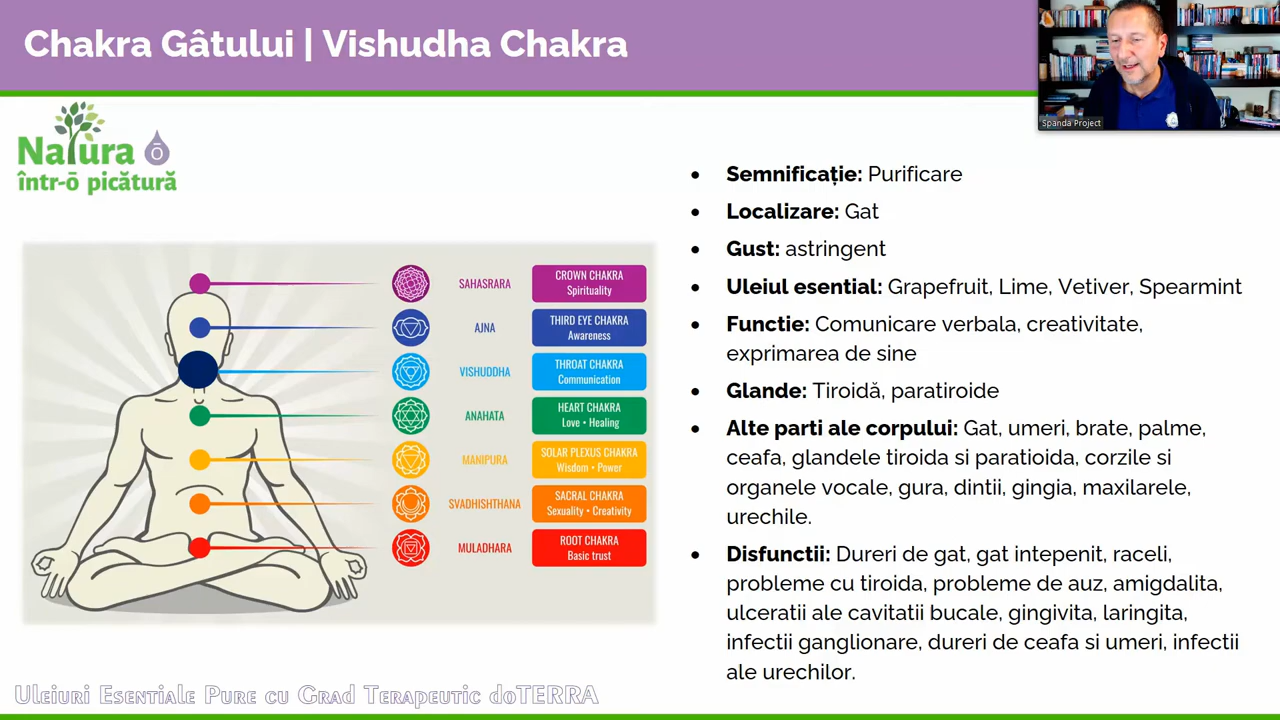 Chakra Gâtului | Vishudha Chakra
Spanda Project
Natura ō
într-ō picătură
SAHASRARA
CROWN CHAKRA
Spirituality
AJNA
THIRD EYE CHAKRA
Awareness
VISHUDDHA
THROAT CHAKRA
Communication
ANAHATA
HEART CHAKRA
Love • Healing
MANIPURA
SOLAR PLEXUS CHAKRA
Wisdom • Power
SVADHISHTHANA
SACRAL CHAKRA
Sexuality • Creativity
MULADHARA
ROOT CHAKRA
Basic trust
• Semnificație: Purificare
• Localizare: Gat
• Gust: astringent
• Uleiul esential: Grapefruit, Lime, Vetiver, Spearmint
• Functie: Comunicare verbala, creativitate,
exprimarea de sine
• Glande: Tiroidă, paratiroide
• Alte parti ale corpului: Gat, umeri, brate, palme,
ceafa, glandele tiroida si paratioida, corzile si
organele vocale, gura, dintii, gingia, maxilarele,
urechile.
• Disfunctii: Dureri de gat, gat intepenit, raceli,
probleme cu tiroida, probleme de auz, amigdalita,
ulceratii ale cavitatii bucale, gingivita, laringita,
infectii ganglionare, dureri de ceafa si umeri, infectii
ale urechilor.
Uleiuri Esentiale Pure cu Grad Terapeutic doTERRA